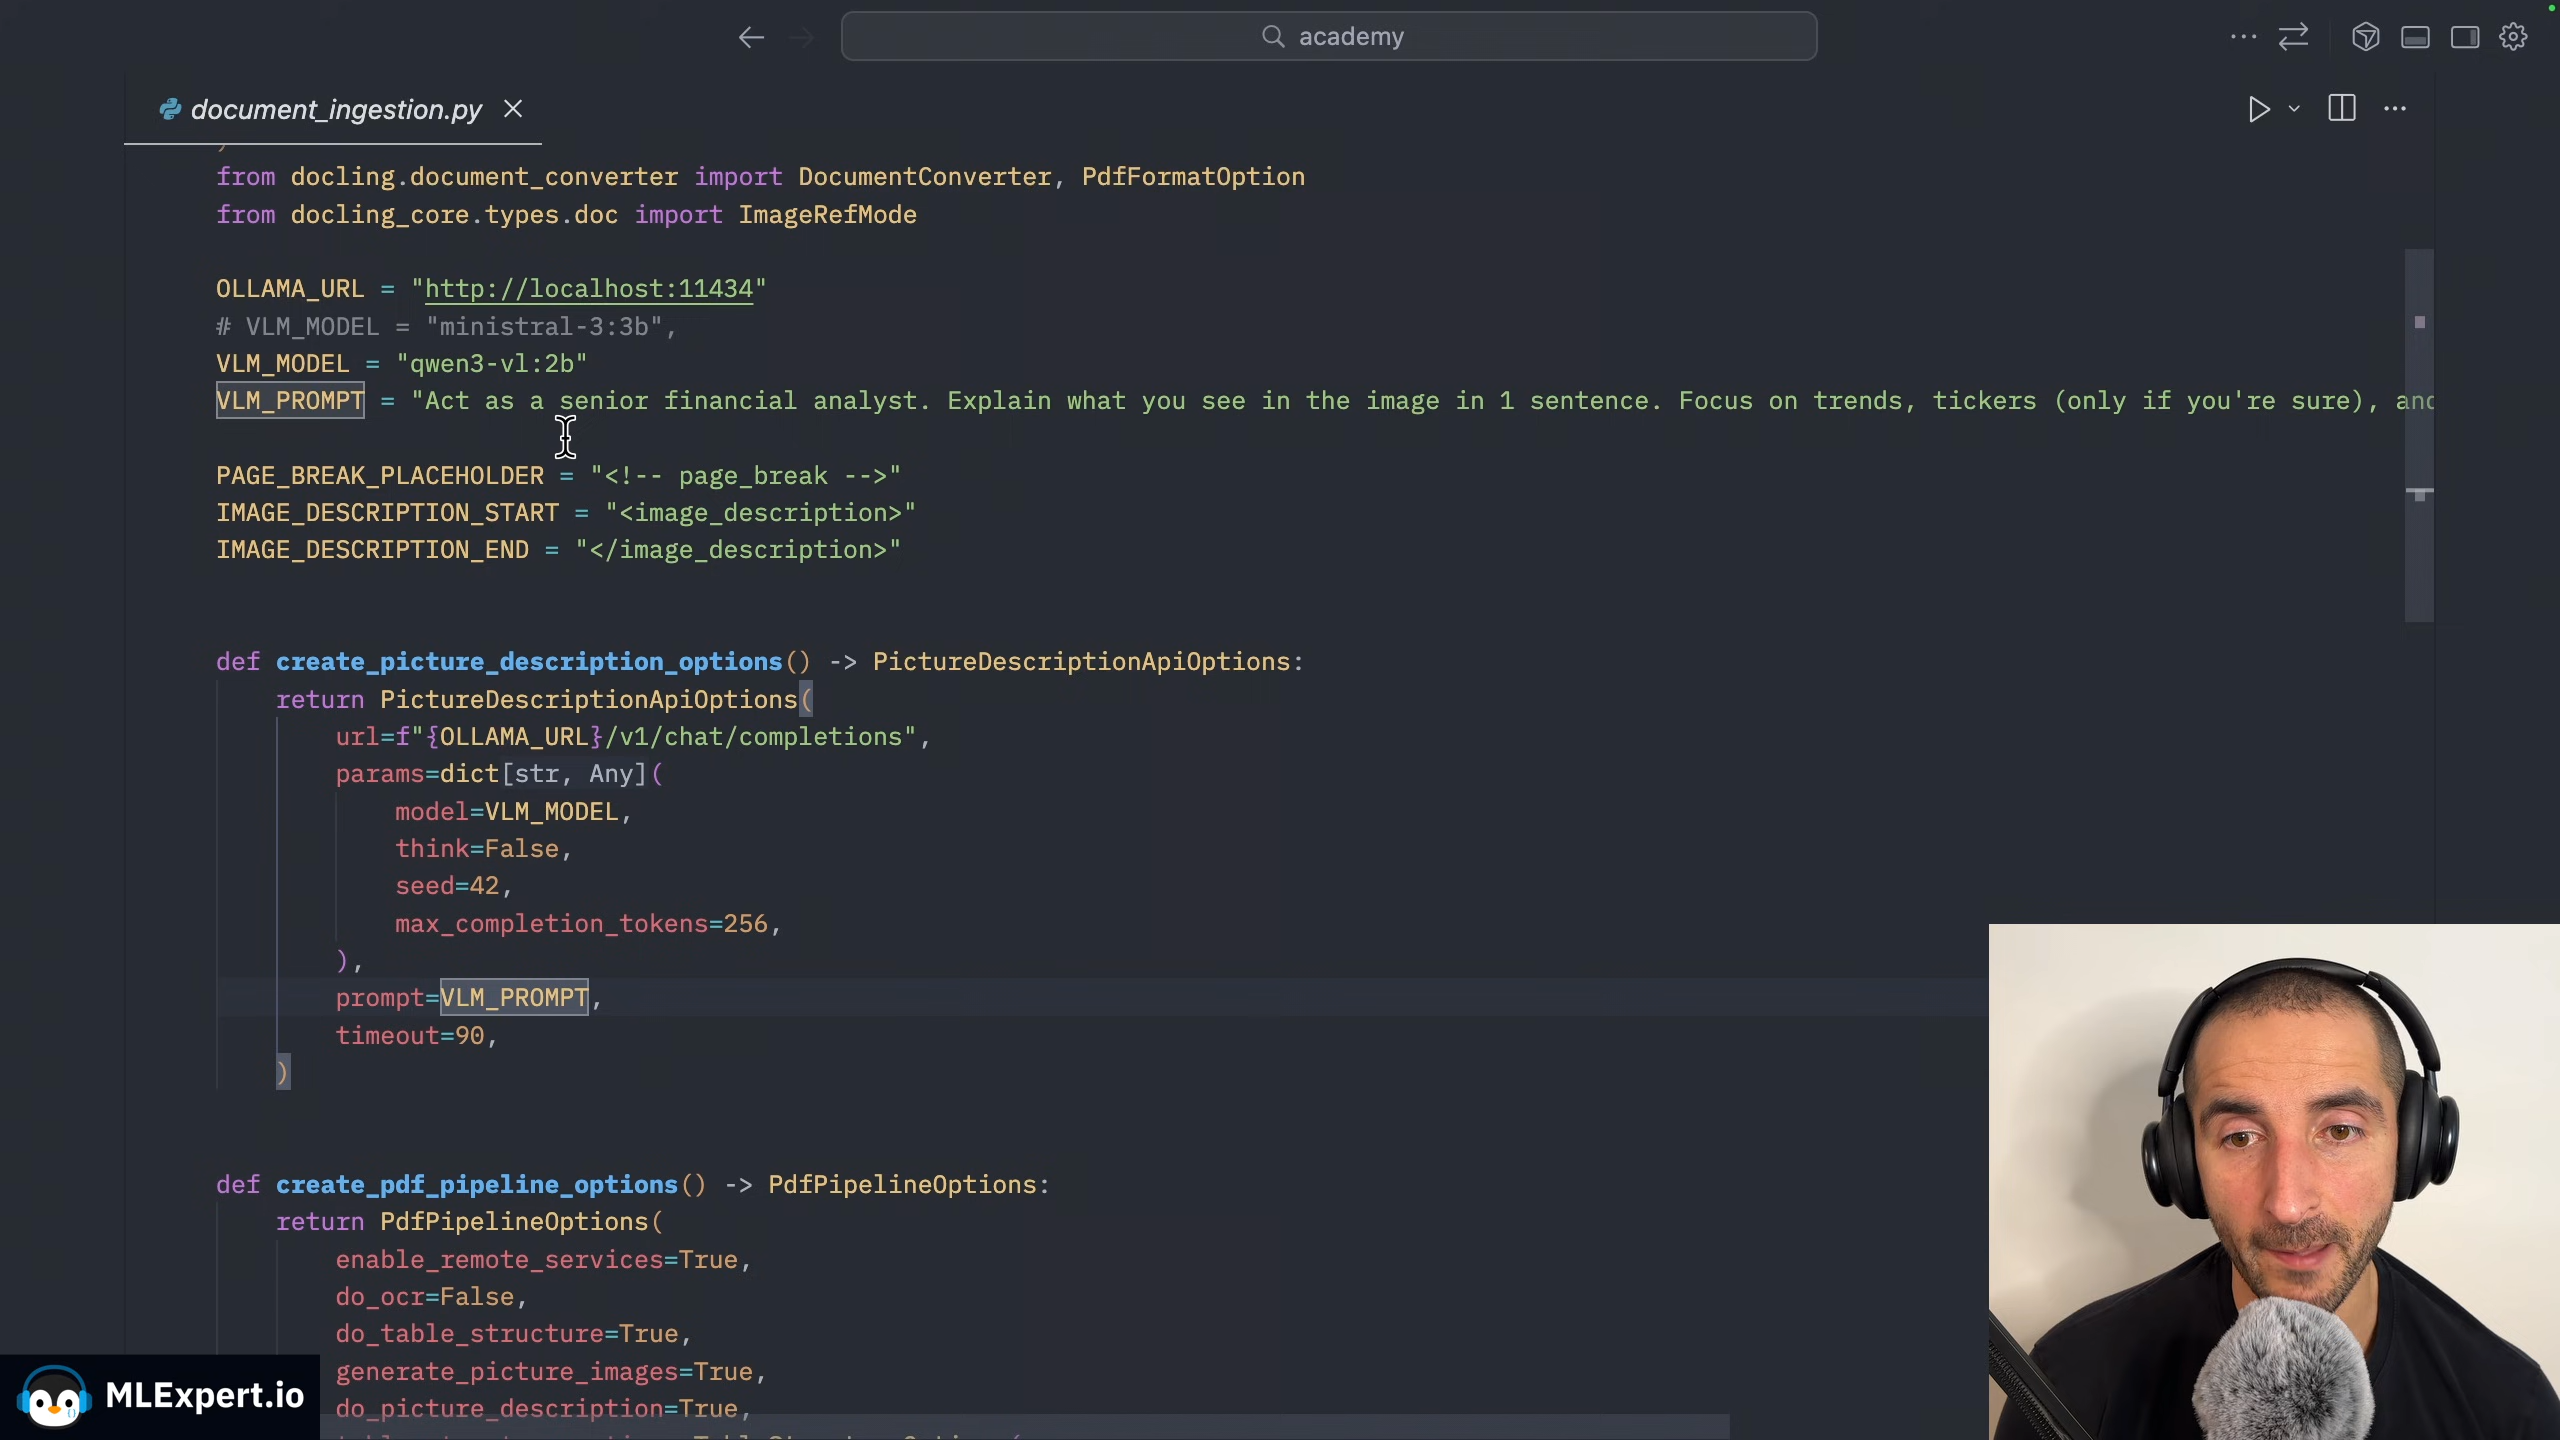 academy
document_ingestion.py
from docling.document_converter import DocumentConverter, PdfFormatOption
from docling_core.types.doc import ImageRefMode
OLLAMA_URL = "http://localhost:11434"
# VLM_MODEL = "ministral-3:3b",
VLM_MODEL = "qwen3-vl:2b"
VLM_PROMPT = "Act as a senior financial analyst. Explain what you see in the image in 1 sentence. Focus on trends, tickers (only if you're sure), and
PAGE_BREAK_PLACEHOLDER = "<!-- page_break -->"
IMAGE_DESCRIPTION_START = "<image_description>"
IMAGE_DESCRIPTION_END = "</image_description>"
def create_picture_description_options() -> PictureDescriptionApiOptions:
return PictureDescriptionApiOptions(
url=f"{OLLAMA_URL}/v1/chat/completions",
params=dict[str, Any](
model=VLM_MODEL,
think=False,
seed=42,
max_completion_tokens=256,
),
prompt=VLM_PROMPT,
timeout=90,
)
def create_pdf_pipeline_options() -> PdfPipelineOptions:
return PdfPipelineOptions(
enable_remote_services=True,
do_ocr=False,
do_table_structure=True,
generate_picture_images=True,
do_picture_description=True,
MLExpert.io